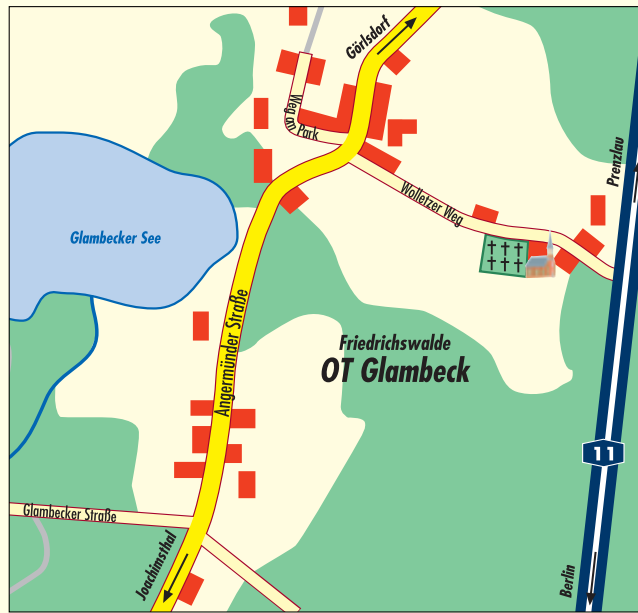 Görlsdorf
Weg am Park
Prenzlau
Wolletzer Weg
Glambecker See
Angermünder Straße
Friedrichswalde
OT Glambeck
11
Glambecker Straße
Joachimsthal
Berlin